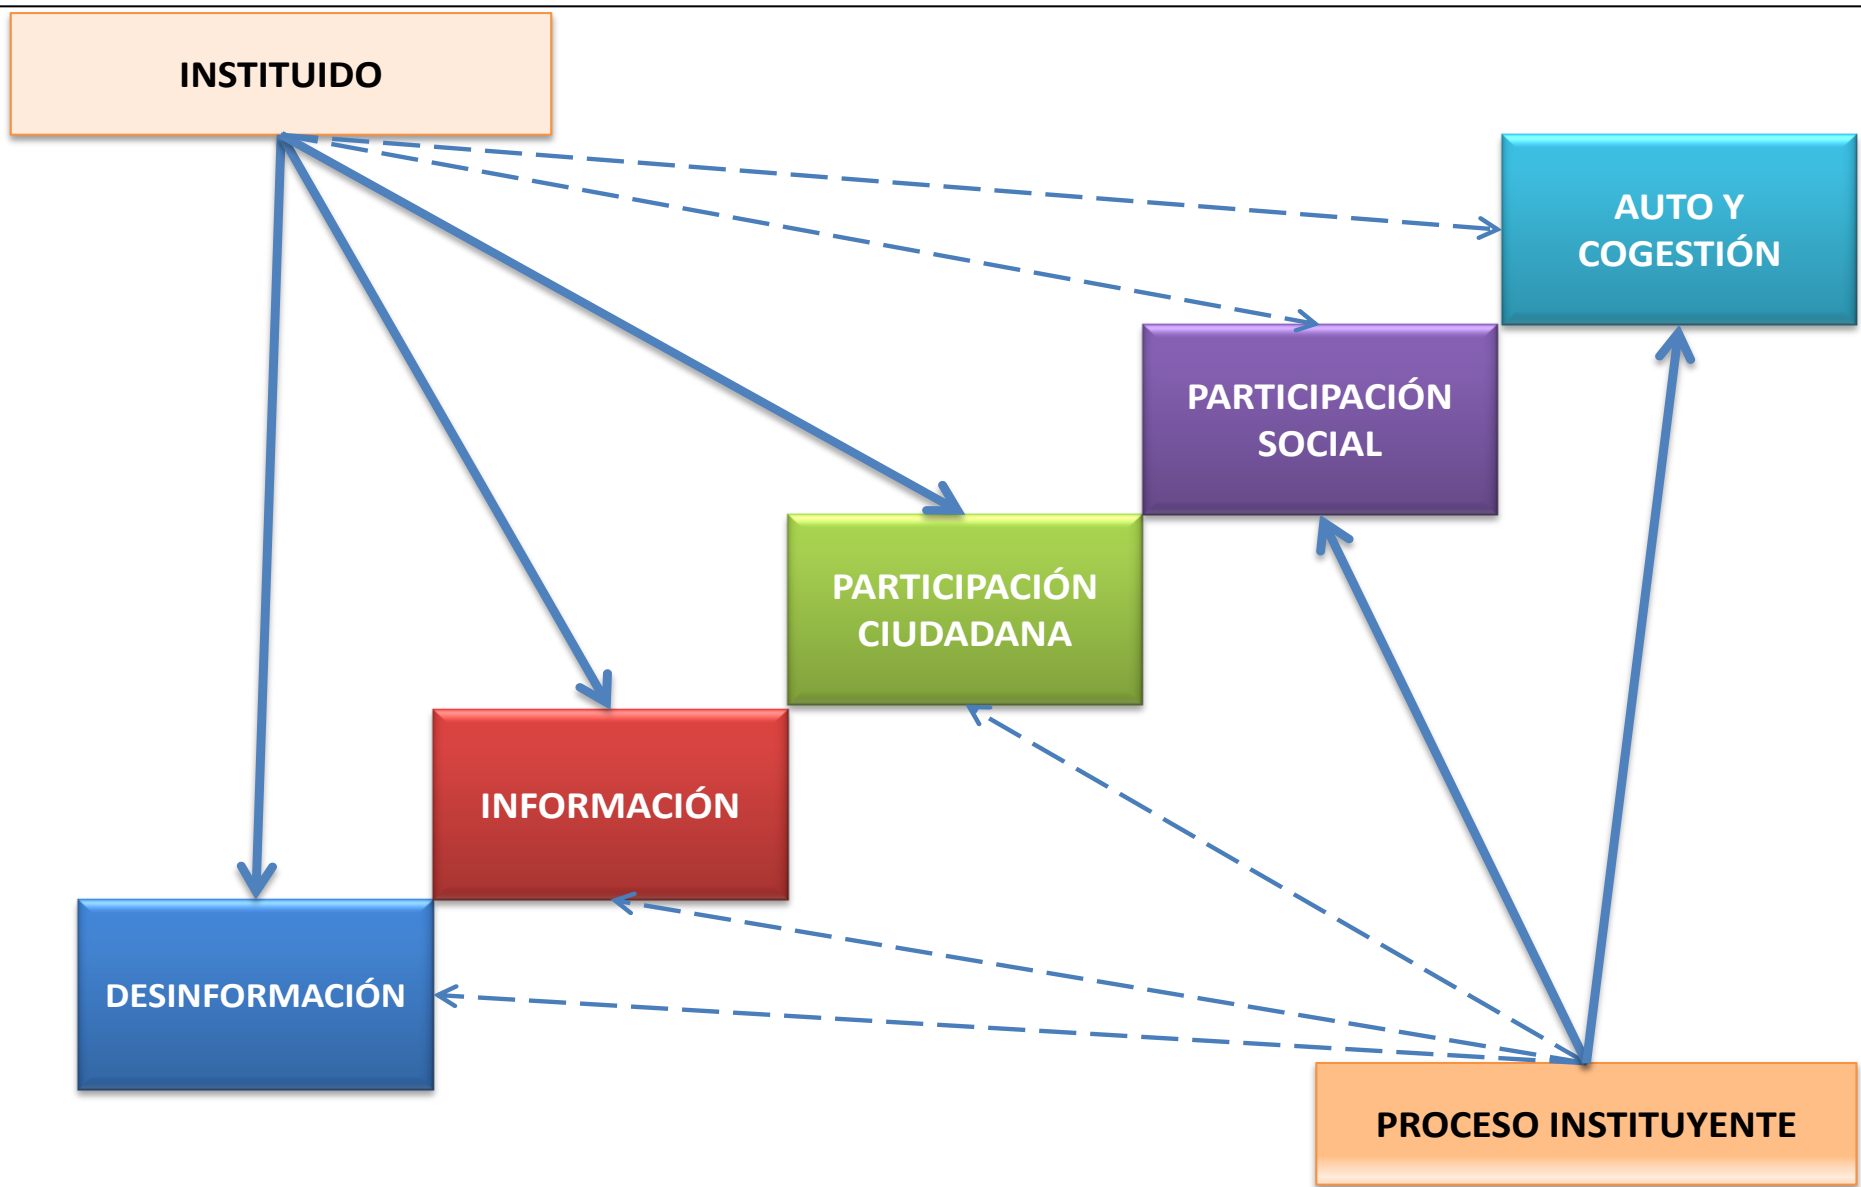 INSTITUIDO
AUTO Y
COGESTIÓN
PARTICIPACIÓN
SOCIAL
PARTICIPACIÓN
CIUDADANA
INFORMACIÓN
DESINFORMACIÓN
PROCESO INSTITUYENTE